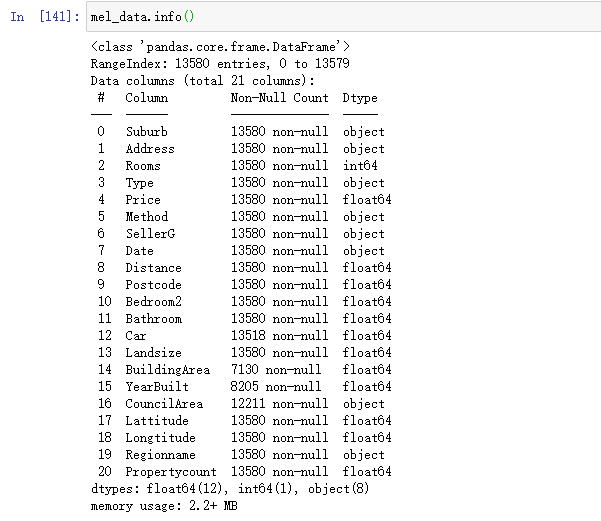 In [141]: mel_data.info()
<class 'pandas.core.frame.DataFrame'>
RangeIndex: 13580 entries, 0 to 13579
Data columns (total 21 columns):
# Column Non-Null Count Dtype
--- ------ -------------- -----
0 Suburb 13580 non-null object
1 Address 13580 non-null object
2 Rooms 13580 non-null int64
3 Type 13580 non-null object
4 Price 13580 non-null float64
5 Method 13580 non-null object
6 SellerG 13580 non-null object
7 Date 13580 non-null object
8 Distance 13580 non-null float64
9 Postcode 13580 non-null float64
10 Bedroom2 13580 non-null float64
11 Bathroom 13580 non-null float64
12 Car 13518 non-null float64
13 Landsize 13580 non-null float64
14 BuildingArea 7130 non-null float64
15 YearBuilt 8205 non-null float64
16 CouncilArea 12211 non-null object
17 Lattitude 13580 non-null float64
18 Longtitude 13580 non-null float64
19 Regionname 13580 non-null object
20 Propertycount 13580 non-null float64
dtypes: float64(12), int64(1), object(8)
memory usage: 2.2+ MB